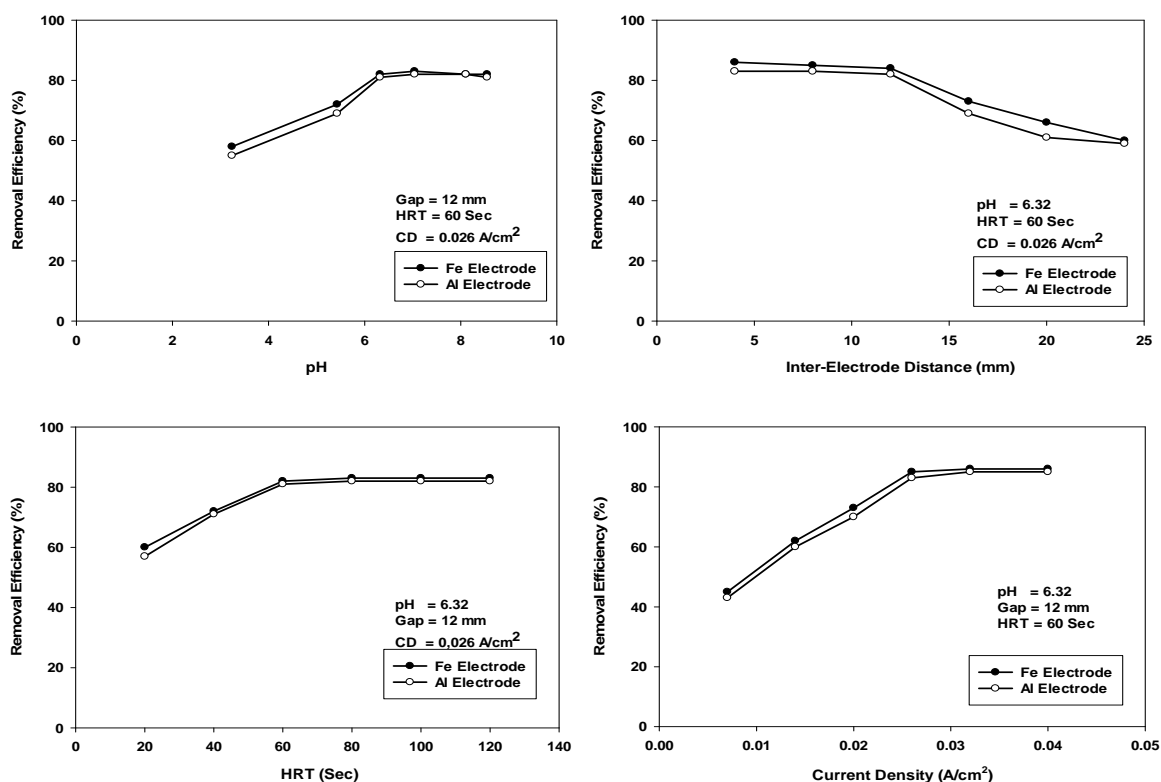 100
80
60
40
20
0
Removal Efficiency (%)
Gap = 12 mm
HRT = 60 Sec
CD = 0.026 A/cm²
Fe Electrode
Al Electrode
0 2 4 6 8 10
pH
100
80
60
40
20
0
Removal Efficiency (%)
pH = 6.32
HRT = 60 Sec
CD = 0.026 A/cm²
Fe Electrode
Al Electrode
0 5 10 15 20 25
Inter-Electrode Distance (mm)
100
80
60
40
20
0
Removal Efficiency (%)
pH = 6.32
Gap = 12 mm
CD = 0,026 A/cm²
Fe Electrode
Al Electrode
0 20 40 60 80 100 120 140
HRT (Sec)
100
80
60
40
20
0
Removal Efficiency (%)
pH = 6.32
Gap = 12 mm
HRT = 60 Sec
Fe Electrode
Al Electrode
0.00 0.01 0.02 0.03 0.04 0.05
Current Density (A/cm²)